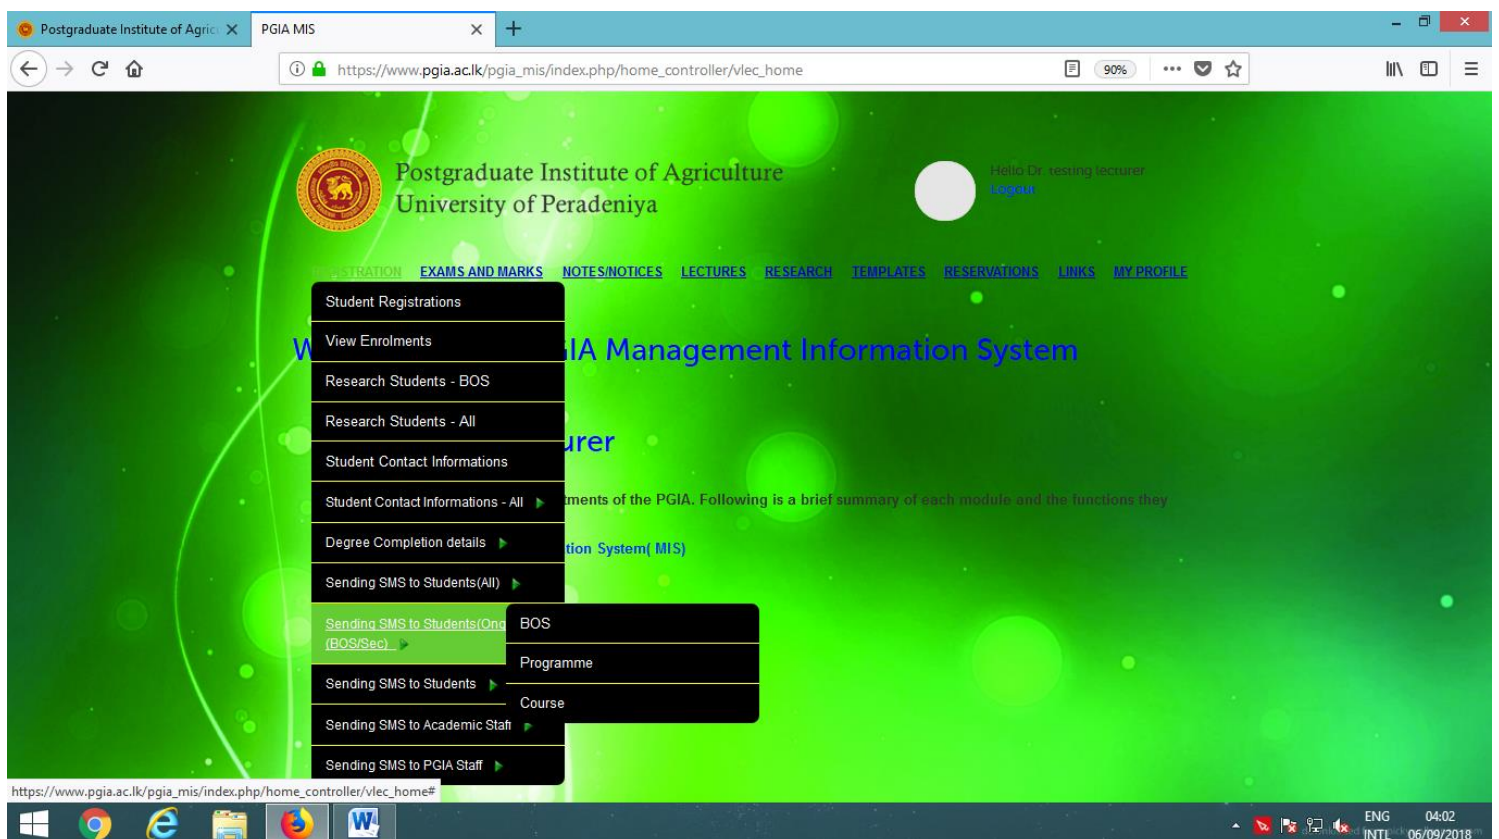 Postgraduate Institute of Agric
PGIA MIS
https://www.pgia.ac.lk/pgia_mis/index.php/home_controller/vlec_home
90%
Postgraduate Institute of Agriculture
University of Peradeniya
Hello Dr. testing lecturer
Logout
REGISTRATION EXAMS AND MARKS NOTES/NOTICES LECTURES RESEARCH TEMPLATES RESERVATIONS LINKS MY PROFILE
Student Registrations
View Enrolments
W
IA Management Information System
Research Students - BOS
Research Students - All
urer
Student Contact Informations
Student Contact Informations - All
tments of the PGIA. Following is a brief summary of each module and the functions they
Degree Completion details
tion System( MIS)
Sending SMS to Students(All)
Sending SMS to Students(Ong
(BOS/Sec)
BOS
Programme
Course
Sending SMS to Students
Sending SMS to Academic Staff
Sending SMS to PGIA Staff
https://www.pgia.ac.lk/pgia_mis/index.php/home_controller/vlec_home#
ENG
INTL
04:02
06/09/2018